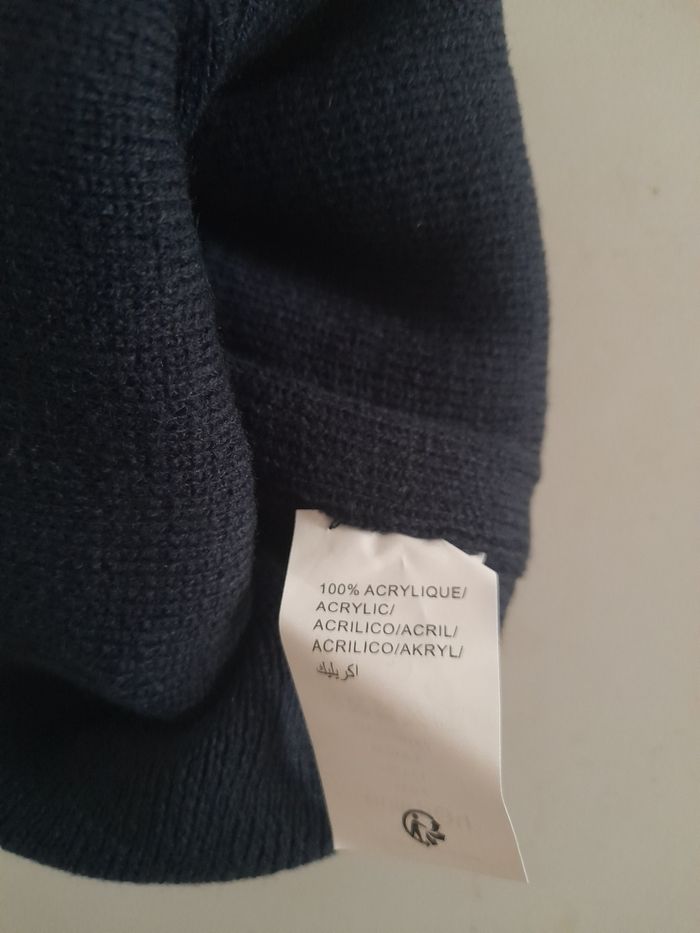 100% ACRYLIQUE/
ACRYLIC/
ACRILICO/ACRIL/
ACRILICO/AKRYL/
اكريليك